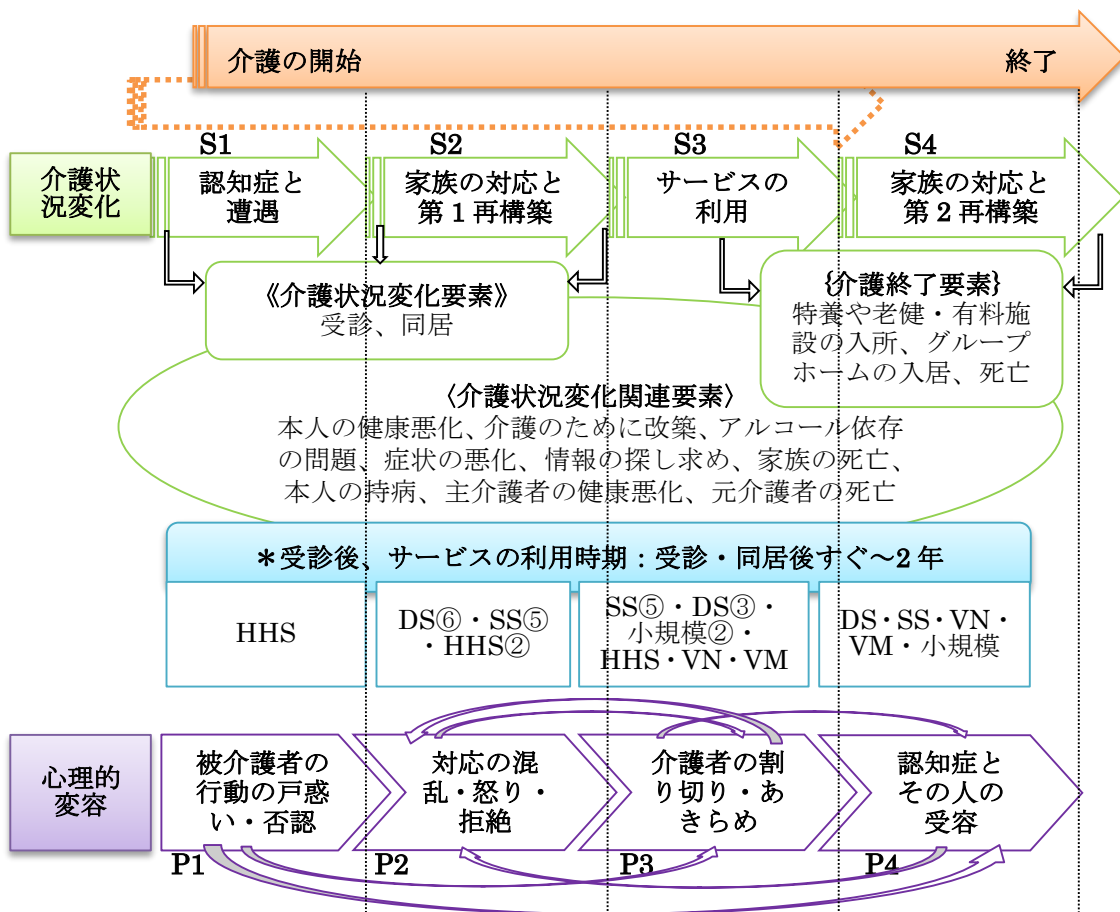 介護の開始 終了
S1 S2 S3 S4
介護状
況変化
認知症と
遭遇
家族の対応と
第1再構築
サービスの
利用
家族の対応と
第2再構築
《介護状況変化要素》
受診、同居
{介護終了要素}
特養や老健・有料施
設の入所、グループ
ホームの入居、死亡
〈介護状況変化関連要素〉
本人の健康悪化、介護のために改築、アルコール依存
の問題、症状の悪化、情報の探し求め、家族の死亡、
本人の持病、主介護者の健康悪化、元介護者の死亡
＊受診後、サービスの利用時期：受診・同居後すぐ～2年
HHS
DS⑥・SS⑤
・HHS②
SS⑤・DS③・
小規模②・
HHS・VN・VM
DS・SS・VN・
VM・小規模
心理的
変容
被介護者の
行動の戸惑
い・否認
対応の混
乱・怒り・
拒絶
介護者の割
り切り・あ
きらめ
認知症と
その人の
受容
P1 P2 P3 P4